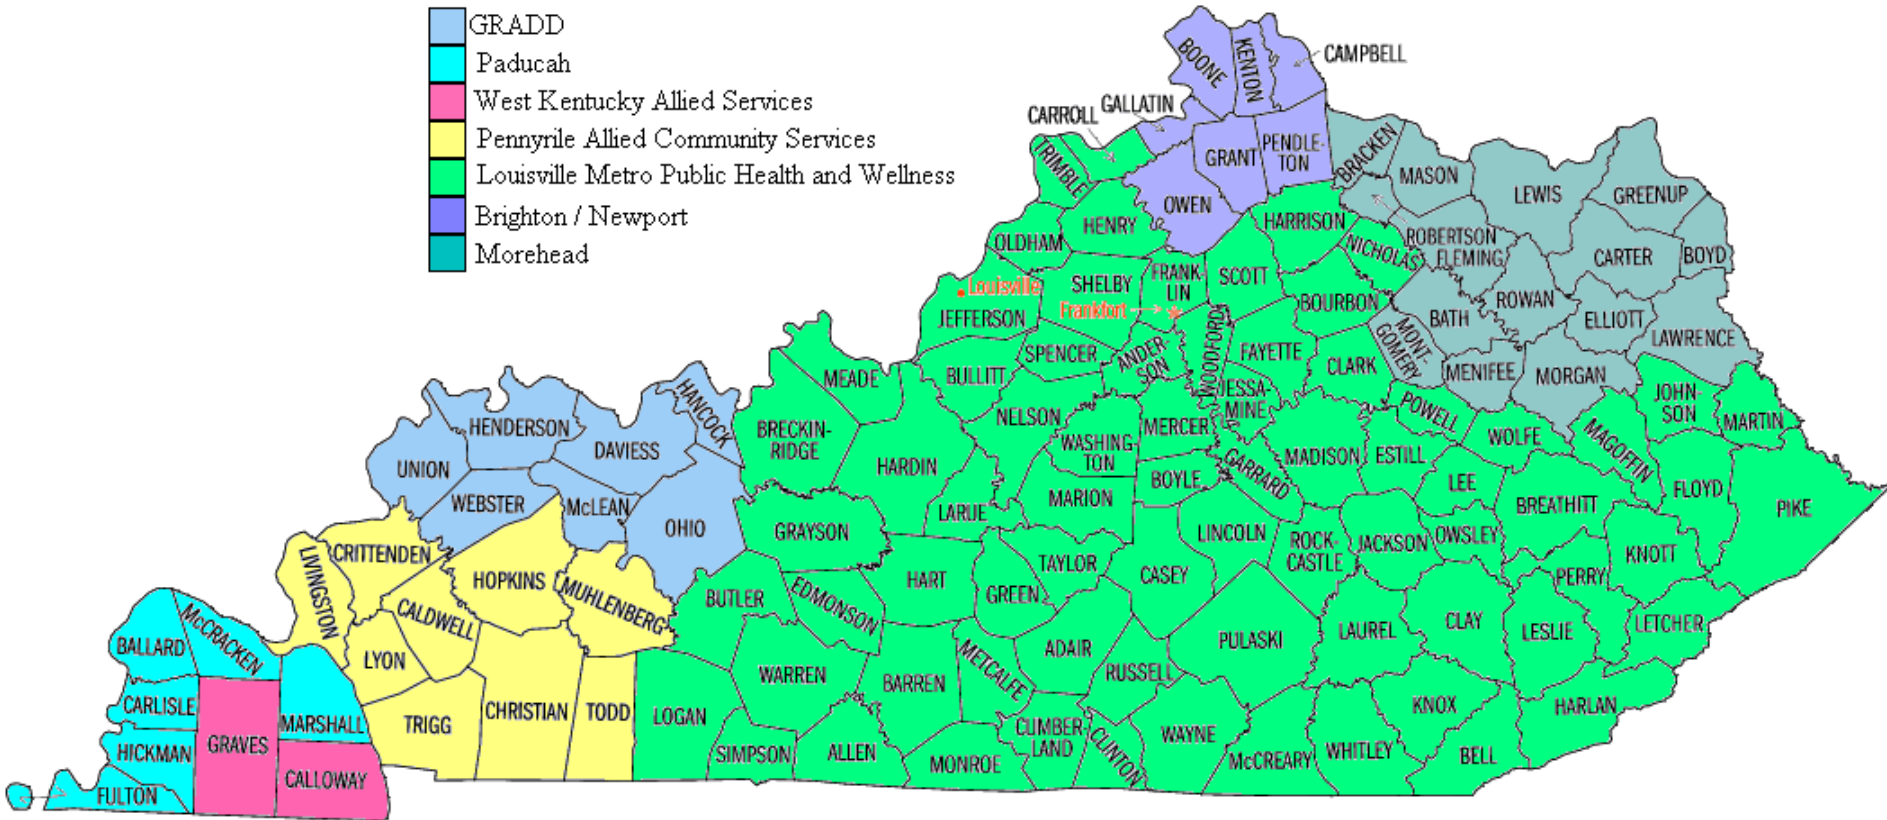 GRADD
Paducah
West Kentucky Allied Services
Pennyrile Allied Community Services
Louisville Metro Public Health and Wellness
Brighton / Newport
Morehead
BOONE
KENTON
CAMPBELL
CARROLL
GALLATIN
TRIMBLE
GRANT
PENDLE-
TON
BRACKEN
MASON
LEWIS
GREENUP
OWEN
HENRY
HARRISON
OLDHAM
NICHOLAS
ROBERTSON
FLEMING
CARTER
BOYD
SHELBY
FRANK-
LIN
SCOTT
Louisville
Frankfort
JEFFERSON
BOURBON
BATH
ROWAN
ELLIOTT
LAWRENCE
SPENCER
ANDER-
SON
WOODFORD
FAYETTE
CLARK
MONT-
GOMERY
MENIFEE
MORGAN
MEADE
BULLITT
JESSA-
MINE
POWELL
JOHN-
SON
MARTIN
HANCOCK
HENDERSON
DAVIESS
BRECKIN-
RIDGE
NELSON
WASHING
TON
MERCER
MADISON
ESTILL
WOLFE
MAGOFFIN
UNION
HARDIN
BOYLE
GARRARD
LEE
FLOYD
WEBSTER
McLEAN
OHIO
GRAYSON
LARUE
MARION
LINCOLN
ROCK-
CASTLE
JACKSON
OWSLEY
BREATHITT
PIKE
KNOTT
CRITTENDEN
LIVINGSTON
HOPKINS
MUHLENBERG
BUTLER
EDMONSON
HART
GREEN
TAYLOR
CASEY
PERRY
CALDWELL
BALLARD
McCRACKEN
LYON
WARREN
BARREN
METCALFE
ADAIR
RUSSELL
PULASKI
LAUREL
CLAY
LESLIE
LETCHER
CARLISLE
MARSHALL
TRIGG
CHRISTIAN
TODD
LOGAN
KNOX
HARLAN
HICKMAN
GRAVES
CALLOWAY
SIMPSON
ALLEN
MONROE
CUMBER-
LAND
CLINTON
WAYNE
McCREARY
WHITLEY
BELL
FULTON